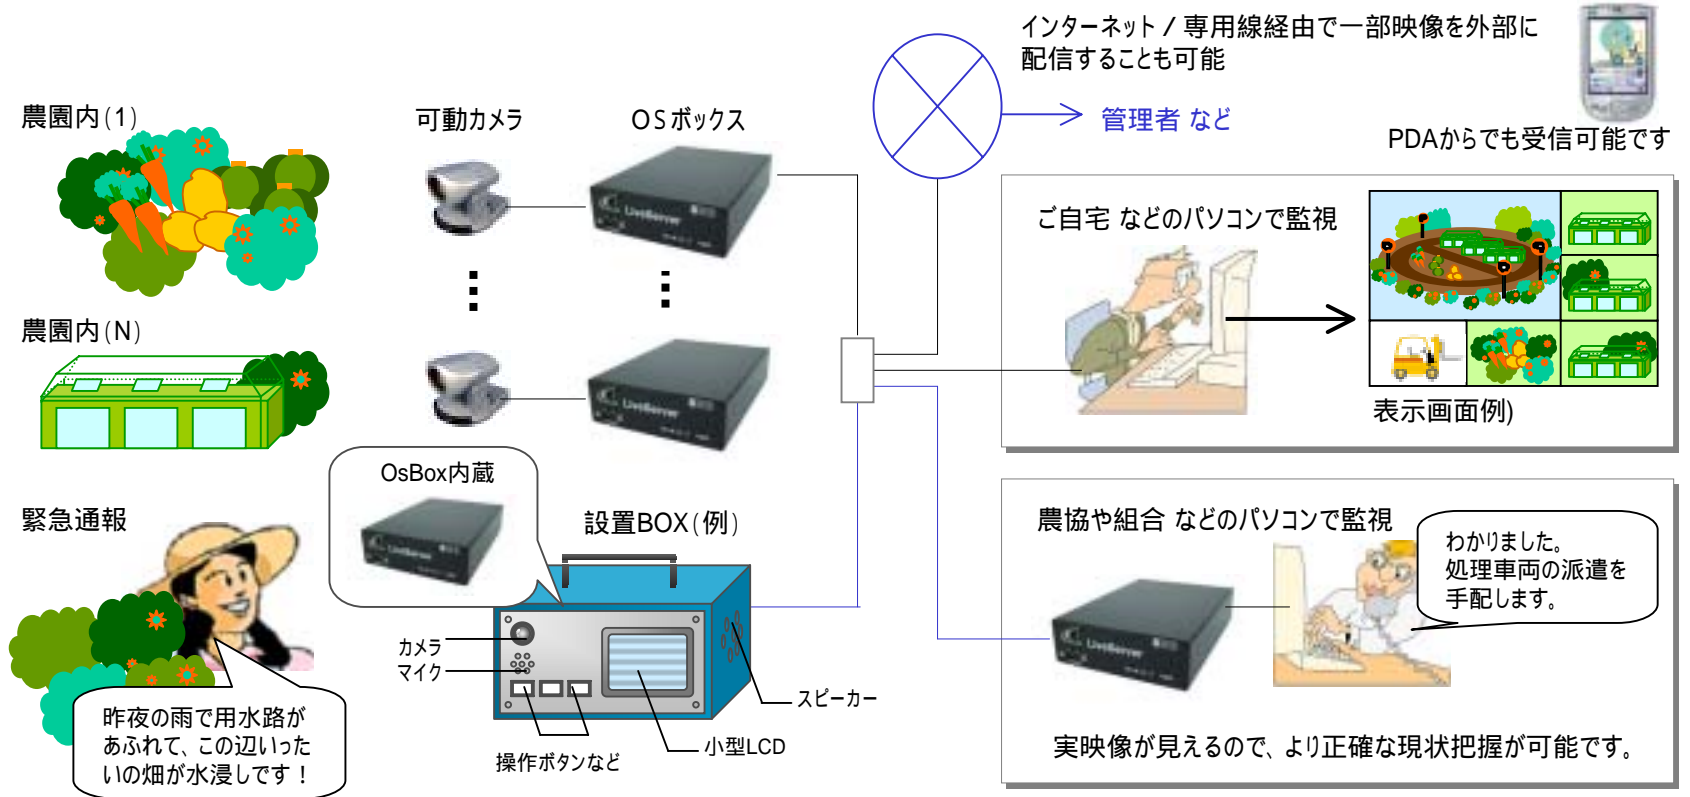 インターネット / 専用線経由で一部映像を外部に
配信することも可能
管理者 など
PDAからでも受信可能です
農園内(1)
可動カメラ
OSボックス
LiveServer
ご自宅 などのパソコンで監視
表示画面例)
農園内(N)
LiveServer
OsBox内蔵
LiveServer
緊急通報
設置BOX(例)
カメラ
マイク
スピーカー
小型LCD
操作ボタンなど
昨夜の雨で用水路が
あふれて、この辺いった
いの畑が水浸しです！
農協や組合 などのパソコンで監視
わかりました。
処理車両の派遣を
手配します。
LiveServer
実映像が見えるので、より正確な現状把握が可能です。